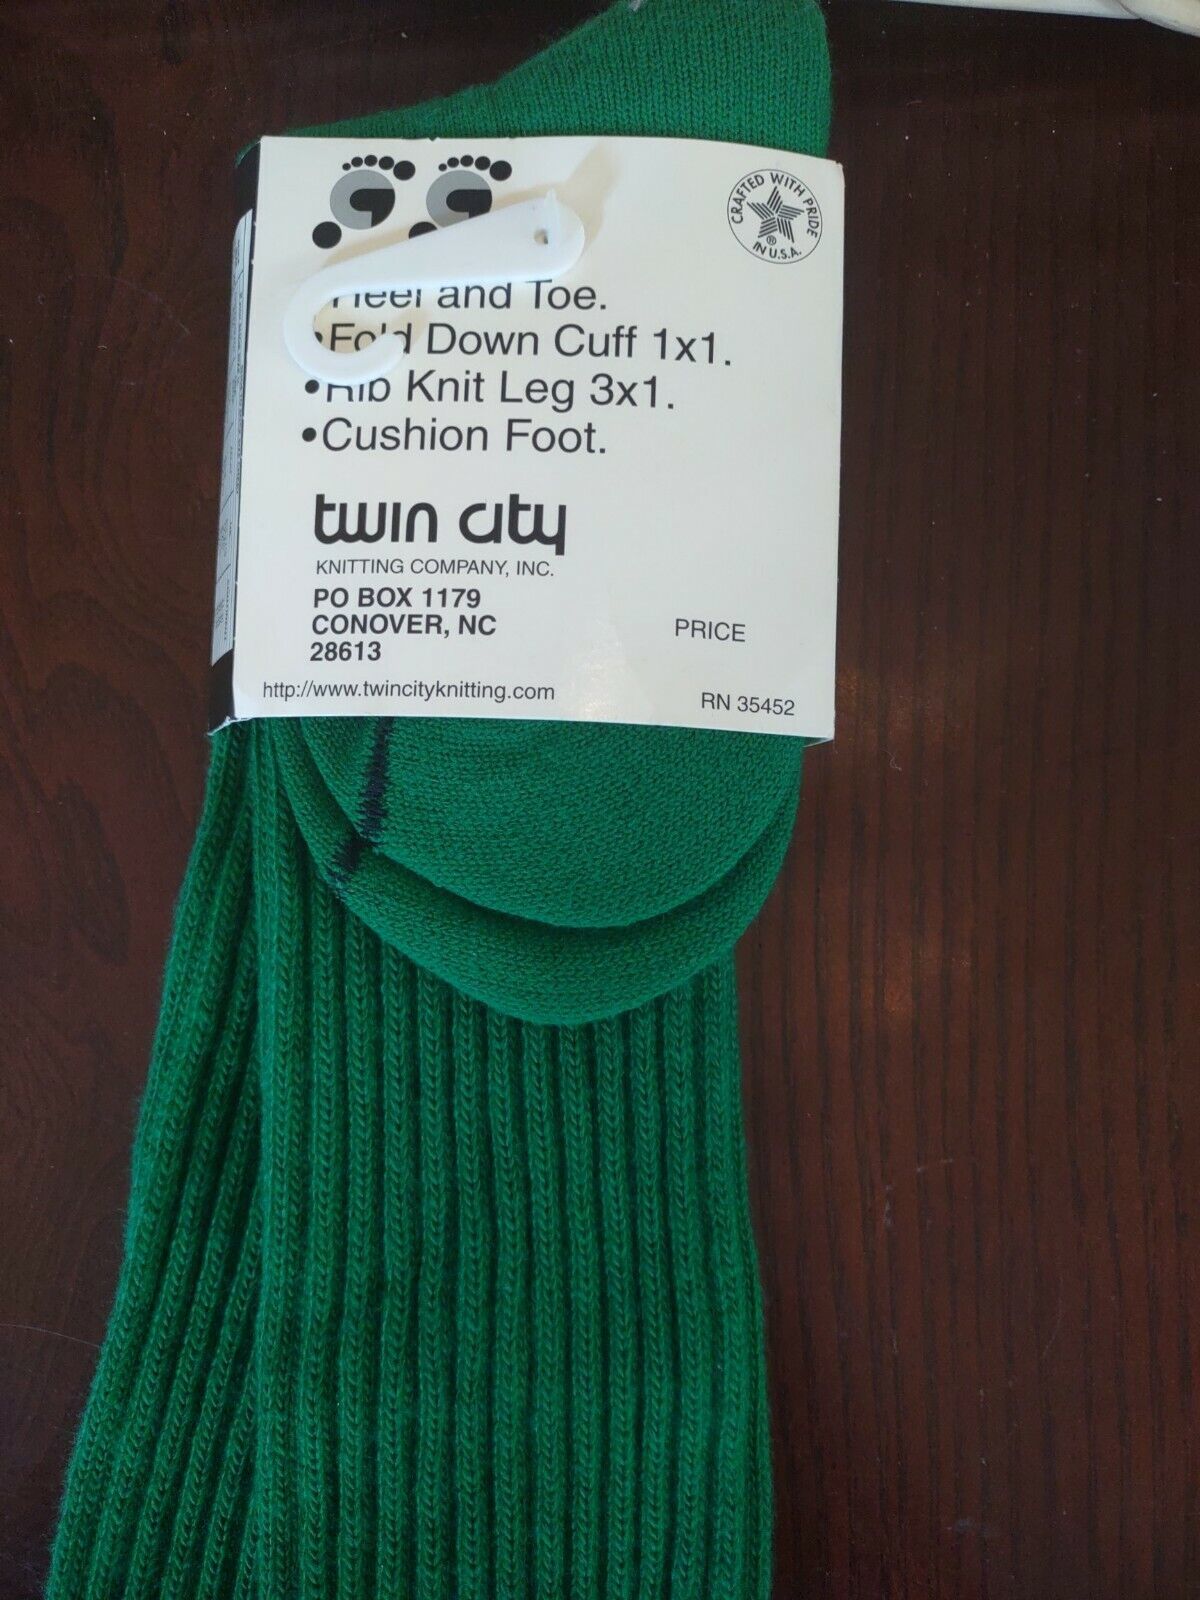 CRAFTED WITH PRIDE
IN U.S.A.
®
Heel and Toe.
•Fold Down Cuff 1x1.
•Rib Knit Leg 3x1.
•Cushion Foot.
twin city
KNITTING COMPANY, INC.
PO BOX 1179
CONOVER, NC
28613
PRICE
http://www.twincityknitting.com
RN 35452